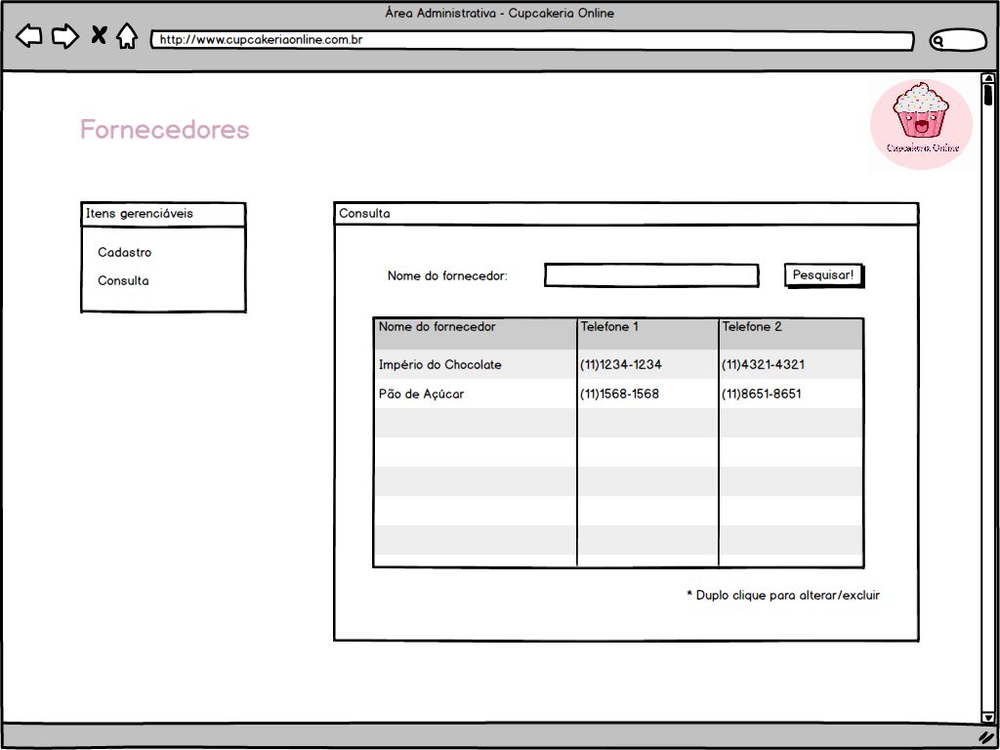 Área Administrativa - Cupcakeria Online
http://www.cupcakeriaonline.com.br
Fornecedores
Cupcakeria Online
Itens gerenciáveis
Cadastro
Consulta
Consulta
Nome do fornecedor:
Pesquisar!
Nome do fornecedor Telefone 1 Telefone 2
Império do Chocolate (11)1234-1234 (11)4321-4321
Pão de Açúcar (11)1568-1568 (11)8651-8651
* Duplo clique para alterar/excluir